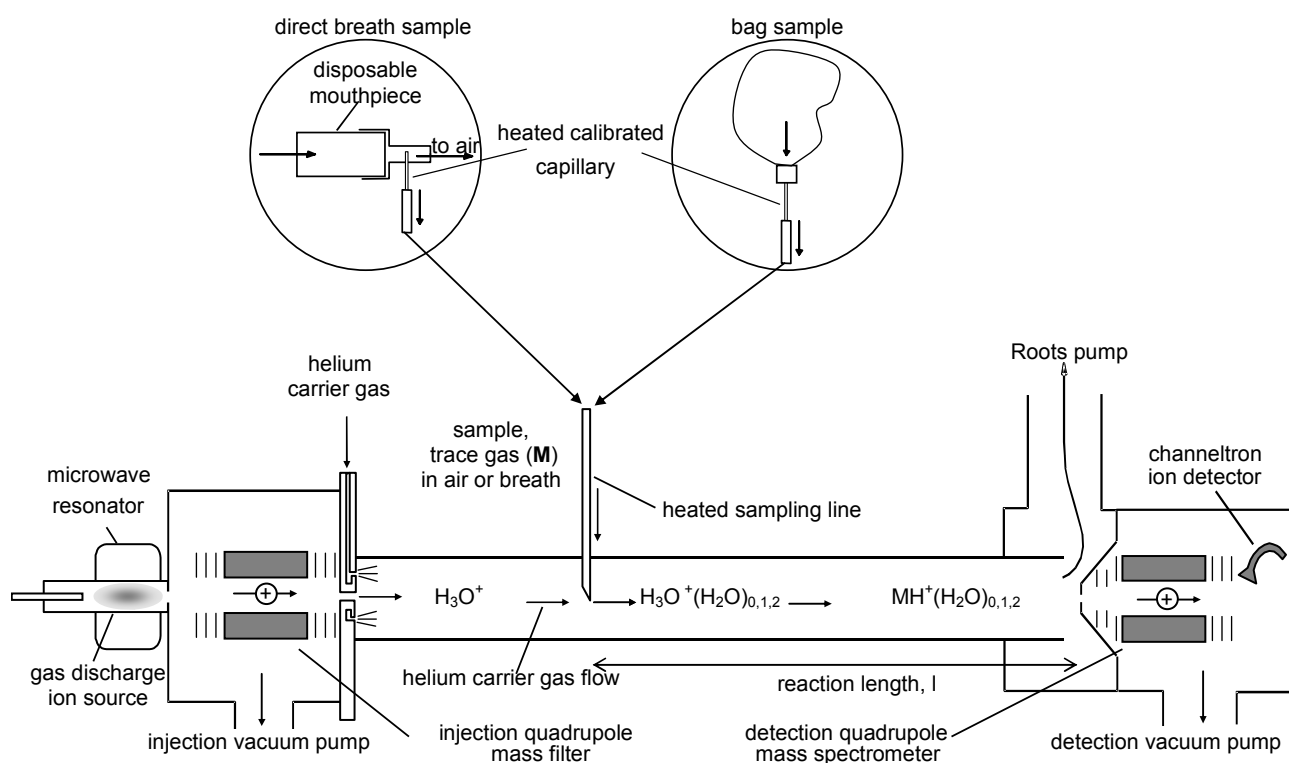 direct breath sample
bag sample
disposable
mouthpiece
to air
heated calibrated
capillary
helium
carrier gas
Roots pump
sample,
trace gas (M)
in air or breath
channeltron
ion detector
microwave
resonator
heated sampling line
H₃O⁺
H₃O⁺(H₂O)₀,₁,₂
MH⁺(H₂O)₀,₁,₂
+
+
gas discharge
ion source
helium carrier gas flow
reaction length, l
injection vacuum pump
injection quadrupole
mass filter
detection quadrupole
mass spectrometer
detection vacuum pump